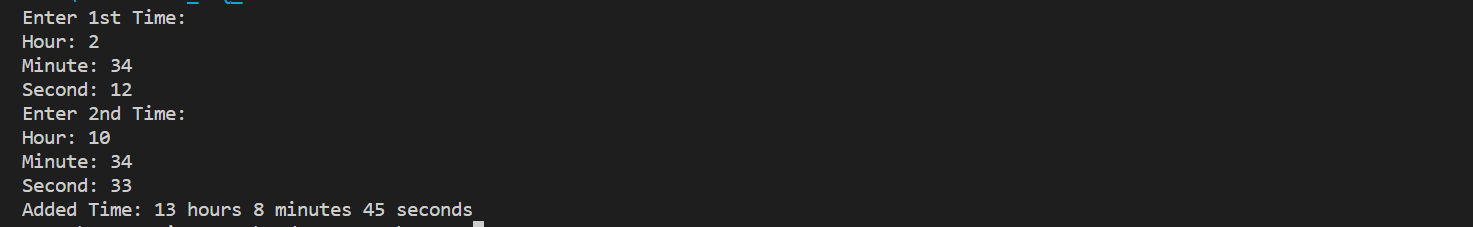 Enter 1st Time:
Hour: 2
Minute: 34
Second: 12
Enter 2nd Time:
Hour: 10
Minute: 34
Second: 33
Added Time: 13 hours 8 minutes 45 seconds